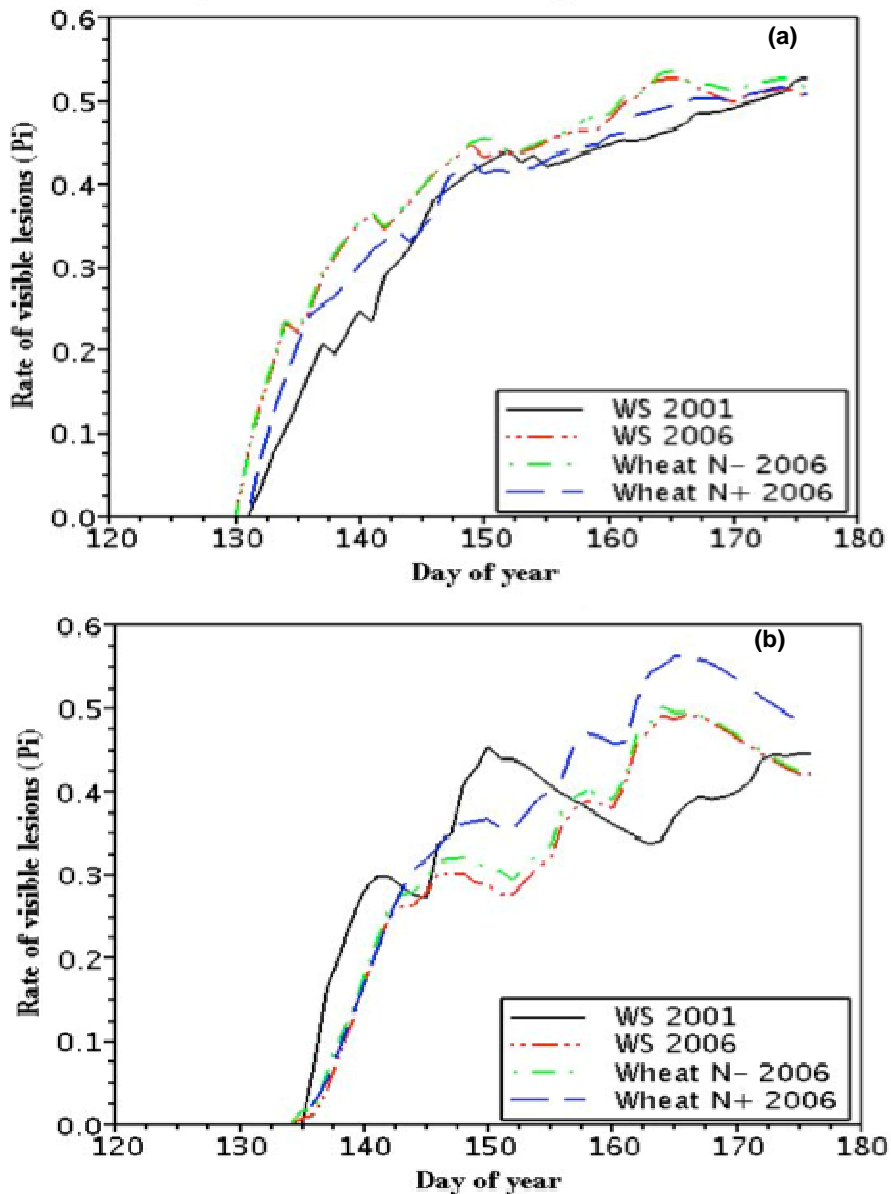 (a)
Rate of visible lesions (Pi)
0.6
0.5
0.4
0.3
0.2
0.1
0.0
WS 2001
WS 2006
Wheat N- 2006
Wheat N+ 2006
120 130 140 150 160 170 180
Day of year
(b)
Rate of visible lesions (Pi)
0.6
0.5
0.4
0.3
0.2
0.1
0.0
WS 2001
WS 2006
Wheat N- 2006
Wheat N+ 2006
120 130 140 150 160 170 180
Day of year